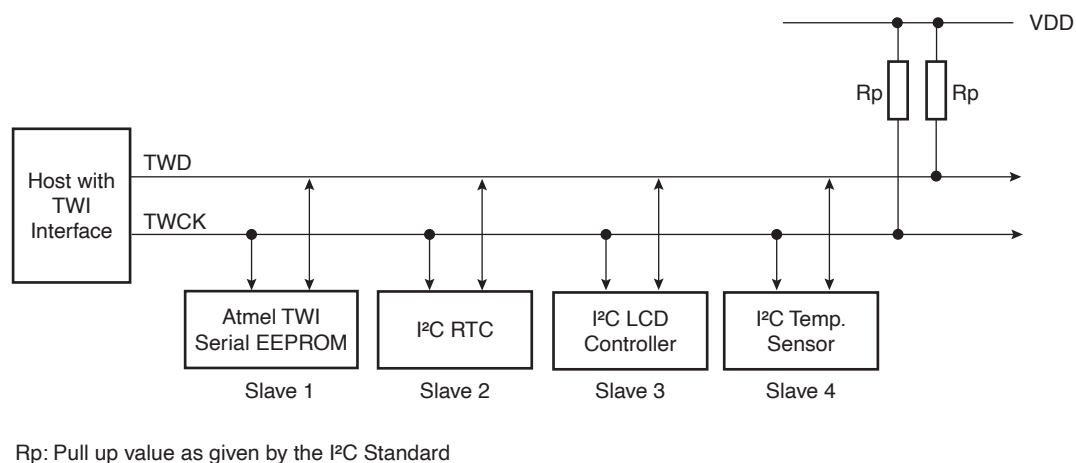 VDD
Rp
Rp
Host with
TWI
Interface
TWD
TWCK
Atmel TWI
Serial EEPROM
Slave 1
I²C RTC
Slave 2
I²C LCD
Controller
Slave 3
I²C Temp.
Sensor
Slave 4
Rp: Pull up value as given by the I²C Standard